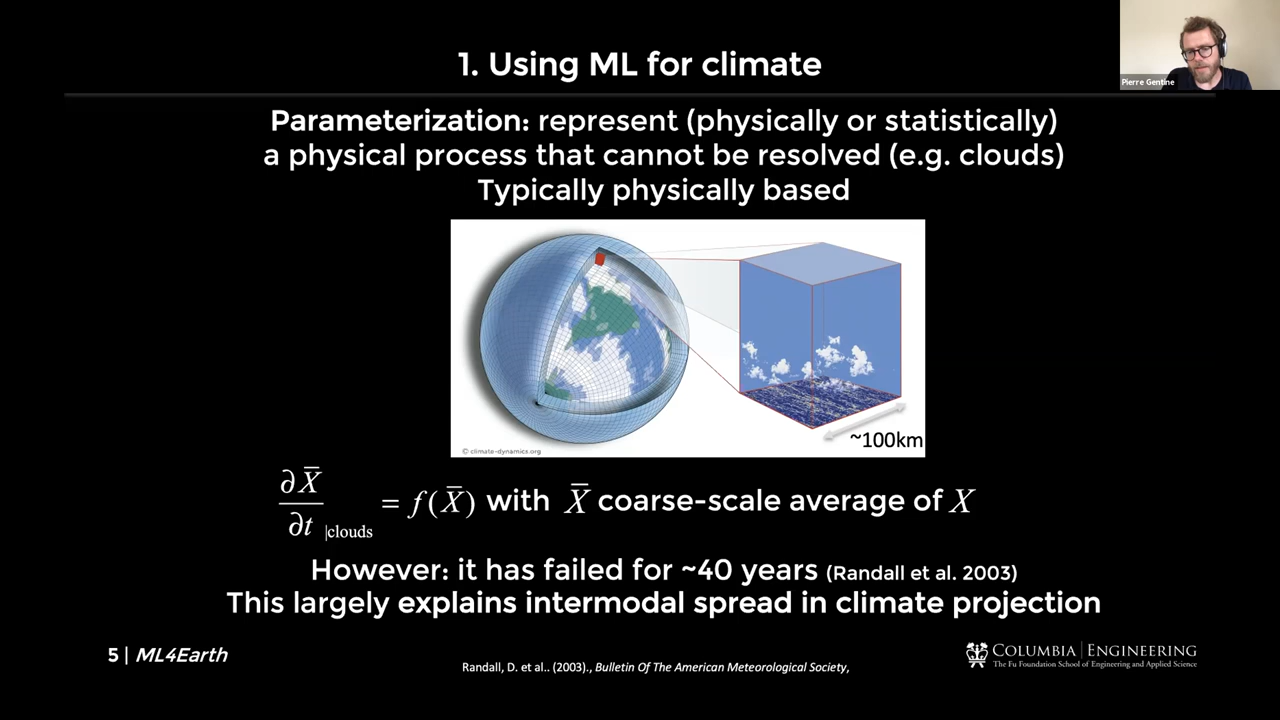 1. Using ML for climate
Pierre Gentine
Parameterization: represent (physically or statistically)
a physical process that cannot be resolved (e.g. clouds)
Typically physically based
~100km
© climate-dynamics.org
∂X̅/∂t |clouds = f(X̅) with X̅ coarse-scale average of X
However: it has failed for ~40 years (Randall et al. 2003)
This largely explains intermodal spread in climate projection
5 | ML4Earth
Randall, D. et al.. (2003)., Bulletin Of The American Meteorological Society,
COLUMBIA | ENGINEERING
The Fu Foundation School of Engineering and Applied Science